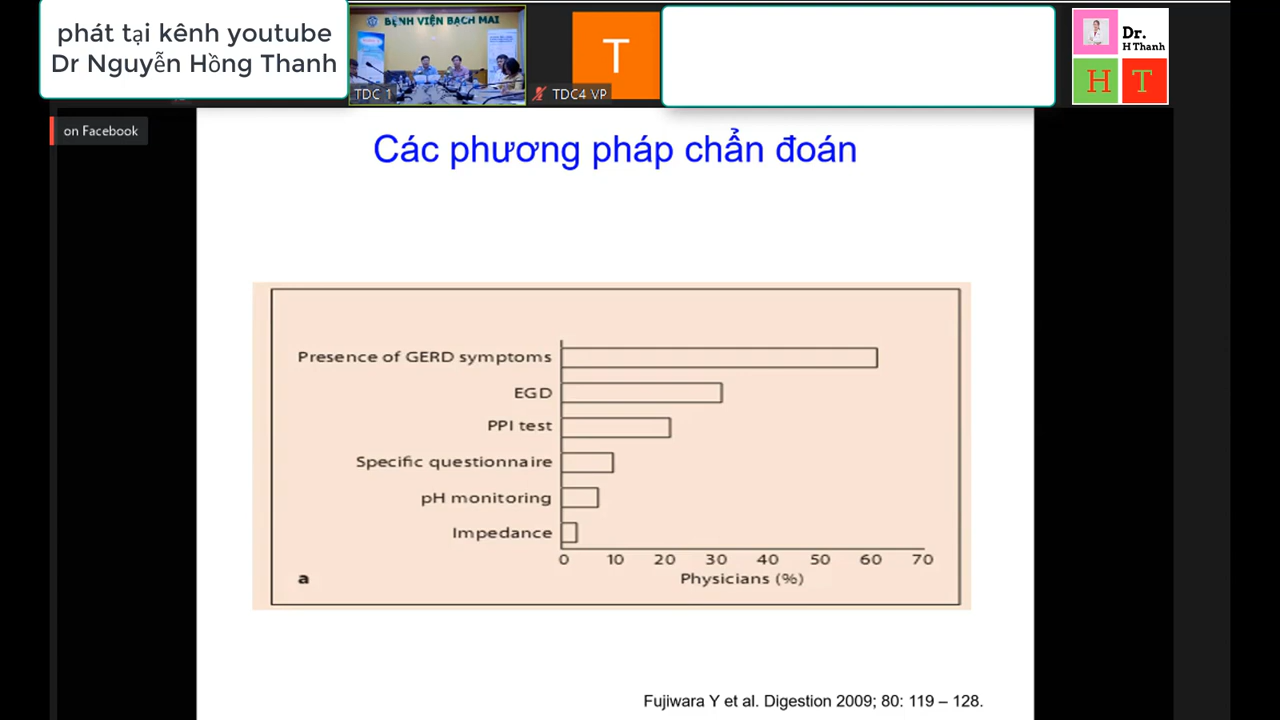 phát tại kênh youtube
Dr Nguyễn Hồng Thanh
BỆNH VIỆN BẠCH MAI
TDC 1
T
TDC4 VP
Dr.
H Thanh
H T
on Facebook
Các phương pháp chẩn đoán
Presence of GERD symptoms
EGD
PPI test
Specific questionnaire
pH monitoring
Impedance
0 10 20 30 40 50 60 70
Physicians (%)
a
Fujiwara Y et al. Digestion 2009; 80: 119 – 128.